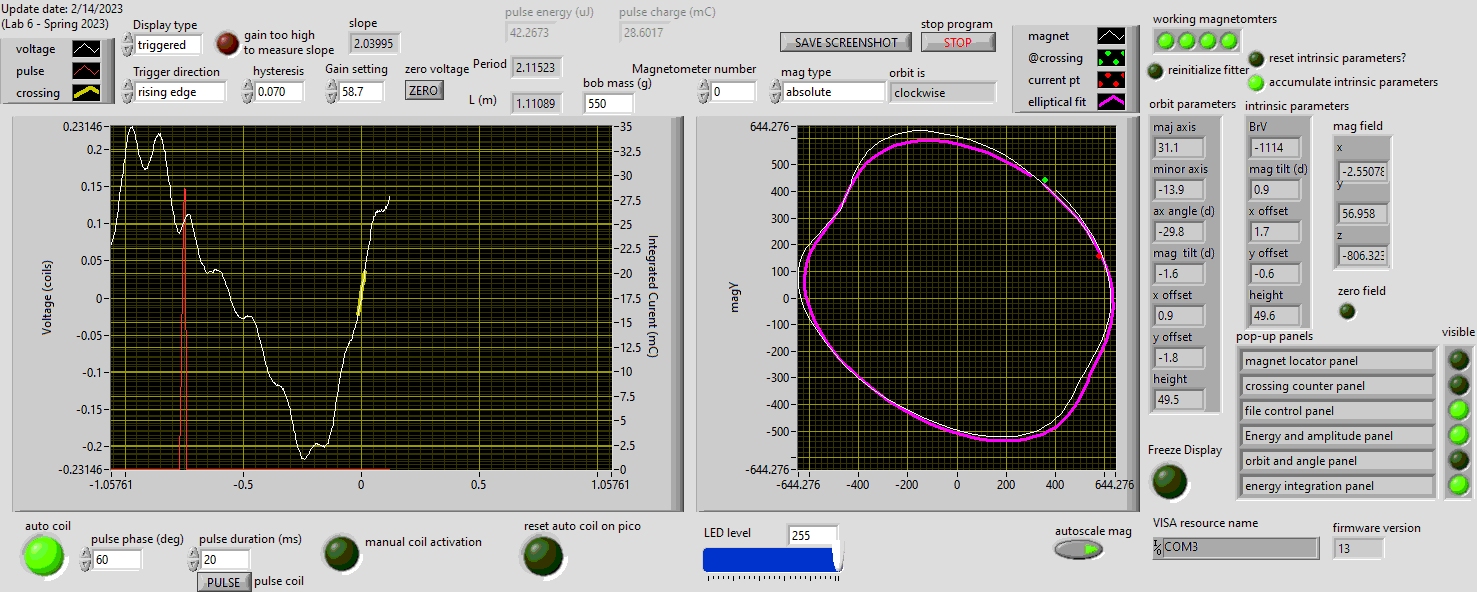 Update date: 2/14/2023
(Lab 6 - Spring 2023)
voltage
pulse
crossing
Display type
triggered
gain too high
to measure slope
slope
2.03995
Trigger direction
rising edge
hysteresis
0.070
Gain setting
58.7
zero voltage
ZERO
pulse energy (uJ)
42.2673
pulse charge (mC)
28.6017
Period
2.11523
L (m)
1.11089
bob mass (g)
550
SAVE SCREENSHOT
stop program
STOP
Magnetometer number
0
mag type
absolute
orbit is
clockwise
magnet
@crossing
current pt
elliptical fit
working magnetomters
reinitialize fitter
reset intrinsic parameters?
accumulate intrinsic parameters
orbit parameters
maj axis
31.1
minor axis
-13.9
ax angle (d)
-29.8
mag tilt (d)
-1.6
x offset
0.9
y offset
-1.8
height
49.5
intrinsic parameters
BrV
-1114
mag tilt (d)
0.9
x offset
1.7
y offset
-0.6
height
49.6
mag field
x
-2.5507
y
56.958
z
-806.323
zero field
pop-up panels
visible
magnet locator panel
crossing counter panel
file control panel
Energy and amplitude panel
orbit and angle panel
energy integration panel
Freeze Display
Voltage (coils)
0.23146
0.2
0.15
0.1
0.05
0
-0.05
-0.1
-0.15
-0.2
-0.23146
-1.05761
-0.5
0
0.5
1.05761
35
32.5
30
27.5
25
22.5
20
17.5
15
12.5
10
7.5
5
2.5
0
Integrated Current (mC)
magY
644.276
500
400
300
200
100
0
-100
-200
-300
-400
-500
-644.276
-644.276
-400
-200
0
200
400
644.276
auto coil
pulse phase (deg)
60
pulse duration (ms)
20
PULSE
pulse coil
manual coil activation
reset auto coil on pico
LED level
255
autoscale mag
VISA resource name
COM3
firmware version
13